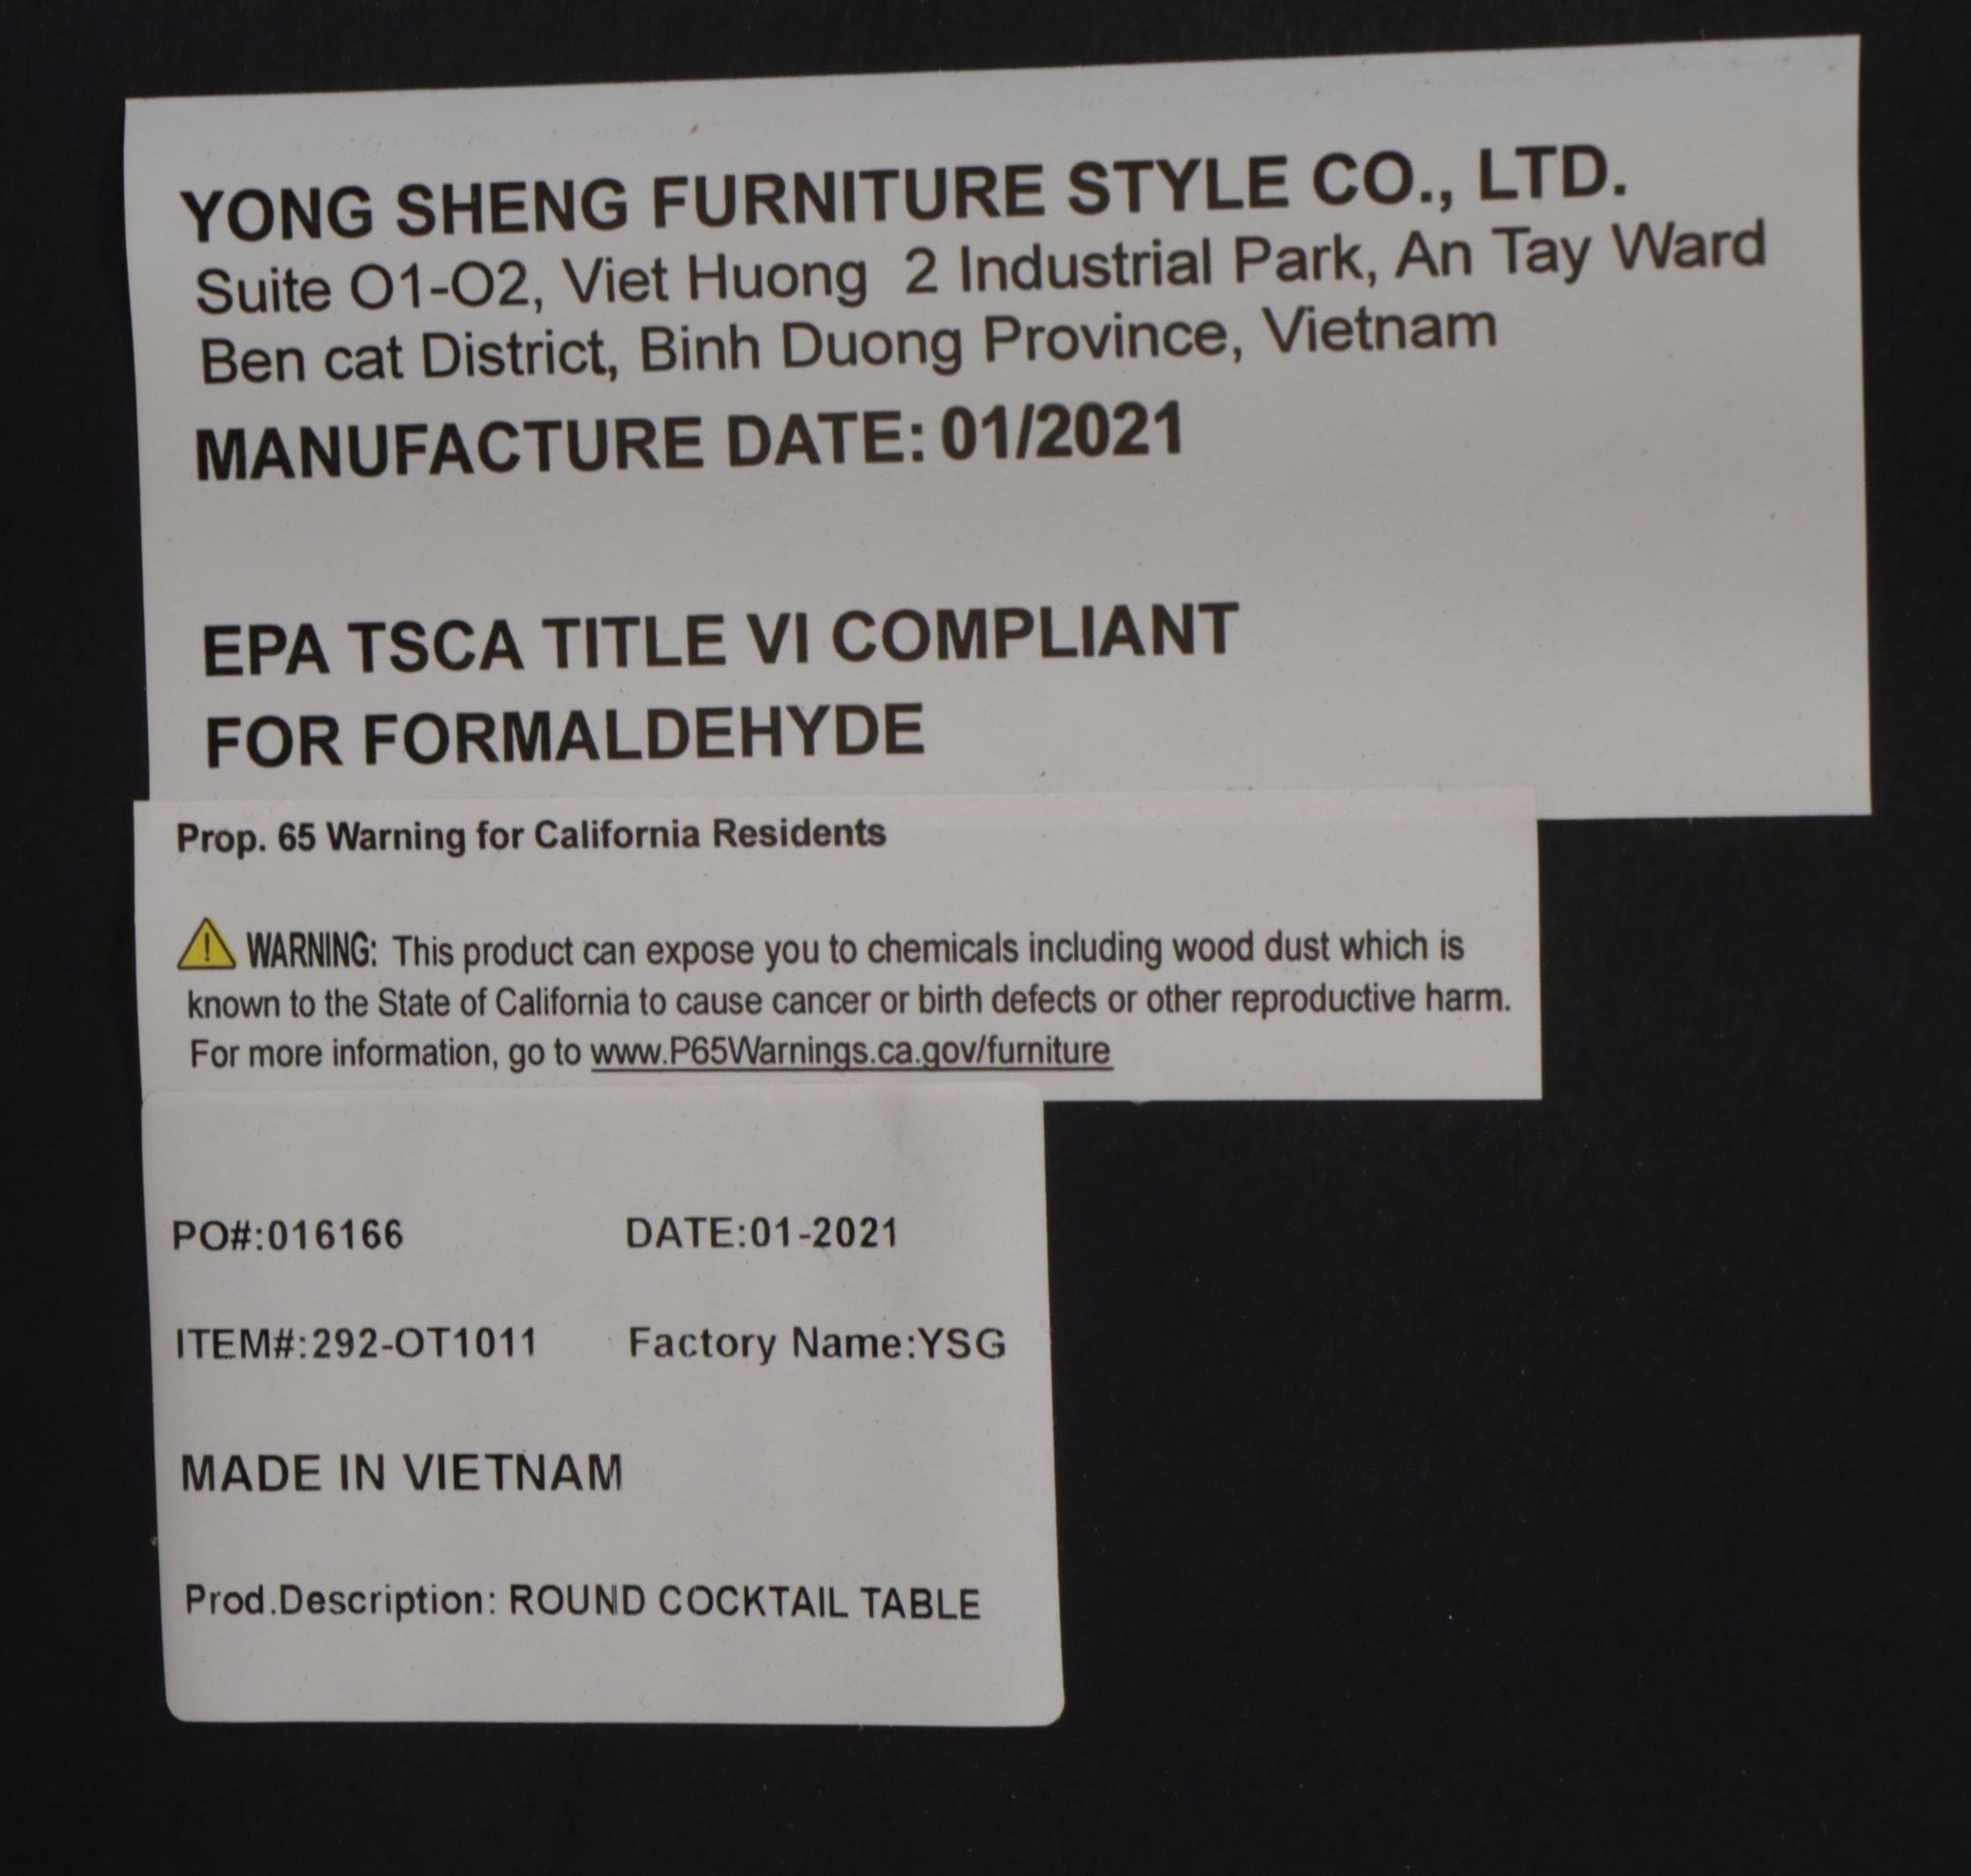 YONG SHENG FURNITURE STYLE CO., LTD.
Suite O1-O2, Viet Huong 2 Industrial Park, An Tay Ward
Ben cat District, Binh Duong Province, Vietnam
MANUFACTURE DATE: 01/2021
EPA TSCA TITLE VI COMPLIANT
FOR FORMALDEHYDE
Prop. 65 Warning for California Residents
WARNING: This product can expose you to chemicals including wood dust which is
known to the State of California to cause cancer or birth defects or other reproductive harm.
For more information, go to www.P65Warnings.ca.gov/furniture
PO#:016166 DATE:01-2021
ITEM#:292-OT1011 Factory Name:YSG
MADE IN VIETNAM
Prod.Description: ROUND COCKTAIL TABLE